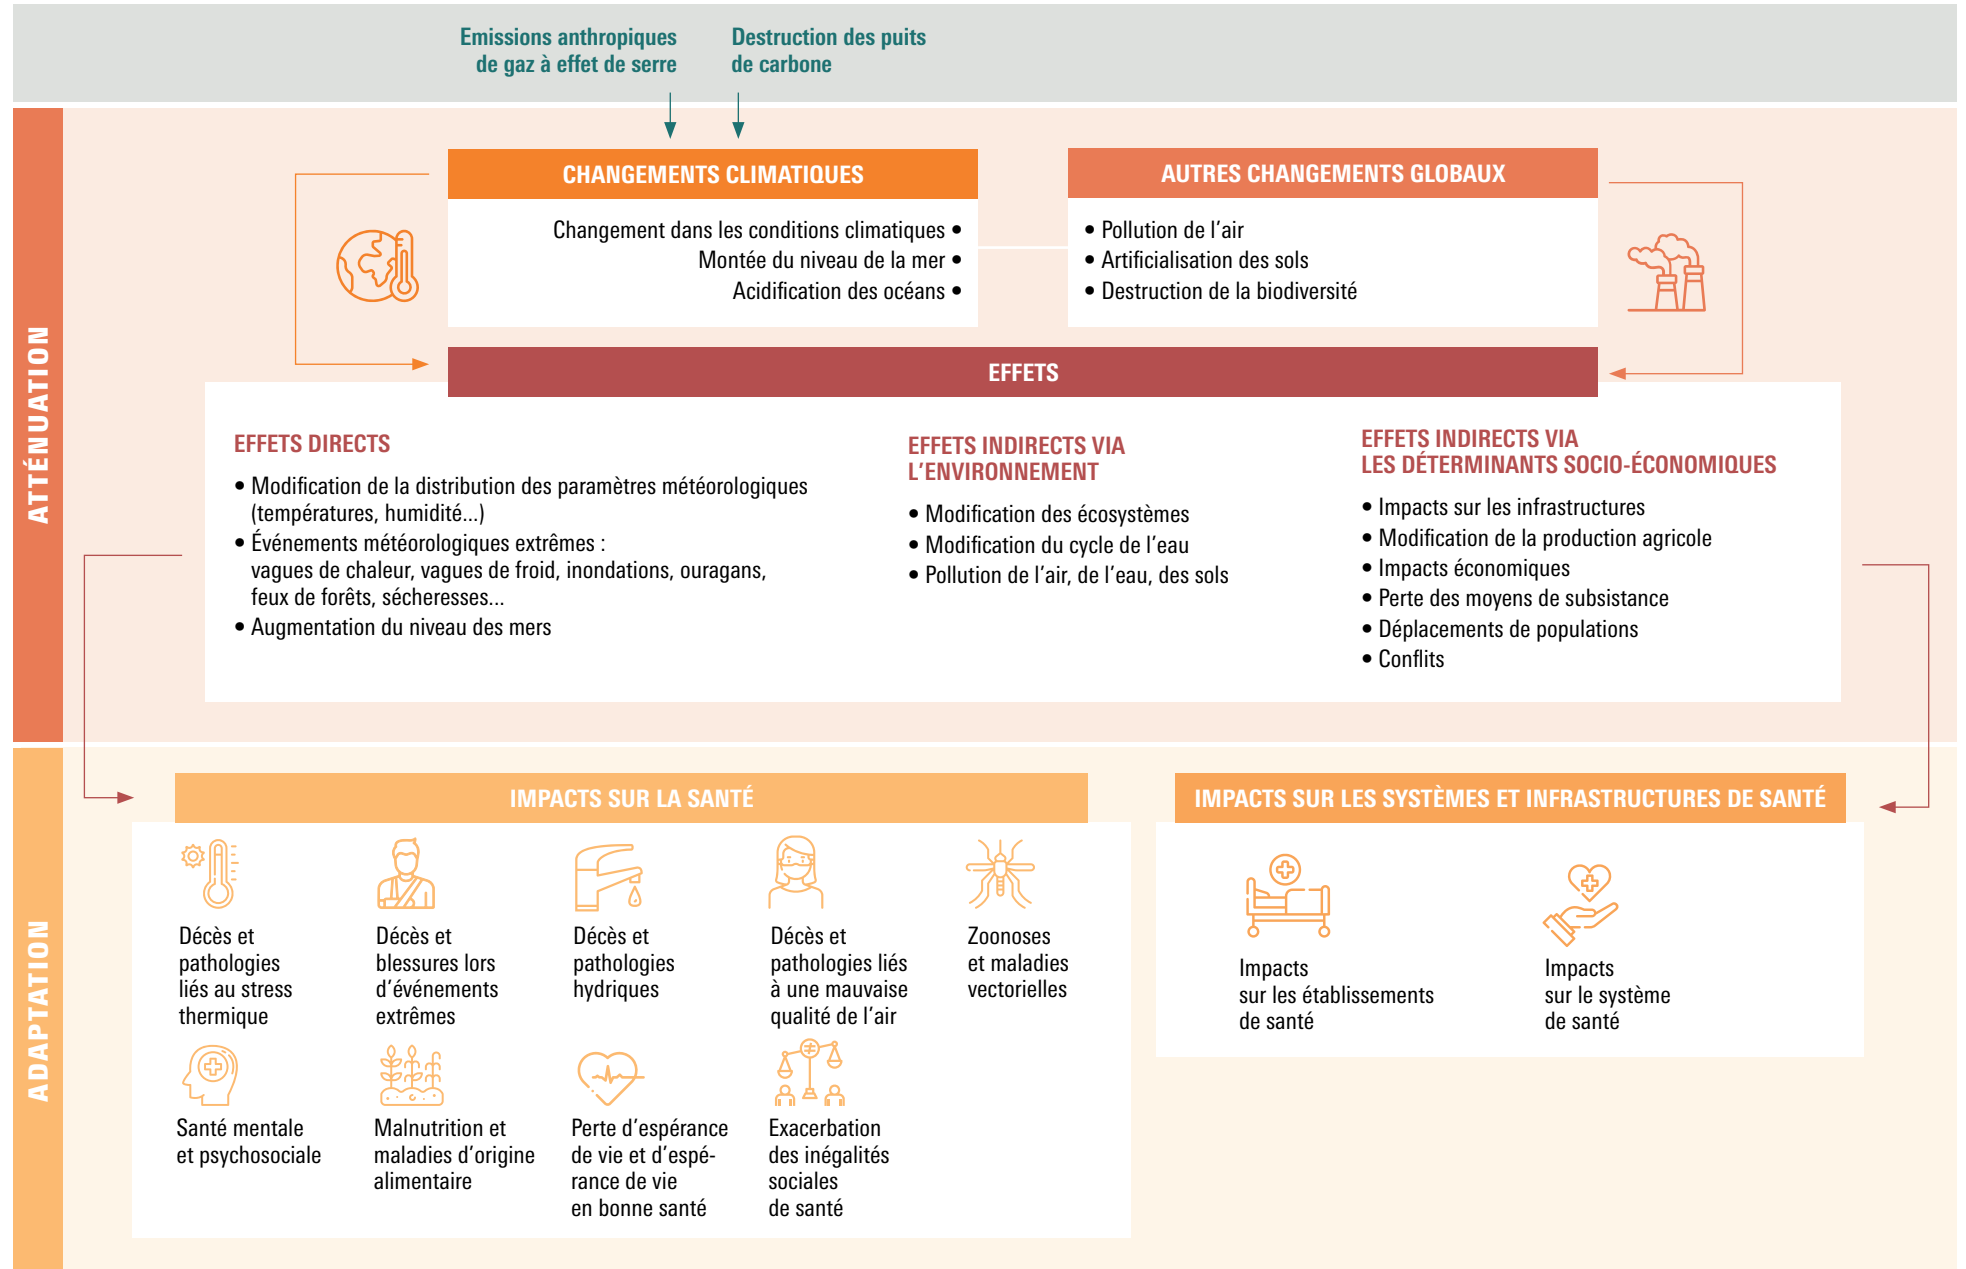 Emissions anthropiques
de gaz à effet de serre
Destruction des puits
de carbone
ATTÉNUATION
CHANGEMENTS CLIMATIQUES
Changement dans les conditions climatiques •
Montée du niveau de la mer •
Acidification des océans •
AUTRES CHANGEMENTS GLOBAUX
• Pollution de l'air
• Artificialisation des sols
• Destruction de la biodiversité
EFFETS
EFFETS DIRECTS
• Modification de la distribution des paramètres météorologiques
(températures, humidité...)
• Événements météorologiques extrêmes :
vagues de chaleur, vagues de froid, inondations, ouragans,
feux de forêts, sécheresses...
• Augmentation du niveau des mers
EFFETS INDIRECTS VIA
L'ENVIRONNEMENT
• Modification des écosystèmes
• Modification du cycle de l'eau
• Pollution de l'air, de l'eau, des sols
EFFETS INDIRECTS VIA
LES DÉTERMINANTS SOCIO-ÉCONOMIQUES
• Impacts sur les infrastructures
• Modification de la production agricole
• Impacts économiques
• Perte des moyens de subsistance
• Déplacements de populations
• Conflits
ADAPTATION
IMPACTS SUR LA SANTÉ
Décès et
pathologies
liés au stress
thermique
Décès et
blessures lors
d'événements
extrêmes
Décès et
pathologies
hydriques
Décès et
pathologies liés
à une mauvaise
qualité de l'air
Zoonoses
et maladies
vectorielles
Santé mentale
et psychosociale
Malnutrition et
maladies d'origine
alimentaire
Perte d'espérance
de vie et d'espé-
rance de vie
en bonne santé
Exacerbation
des inégalités
sociales
de santé
IMPACTS SUR LES SYSTÈMES ET INFRASTRUCTURES DE SANTÉ
Impacts
sur les établissements
de santé
Impacts
sur le système
de santé